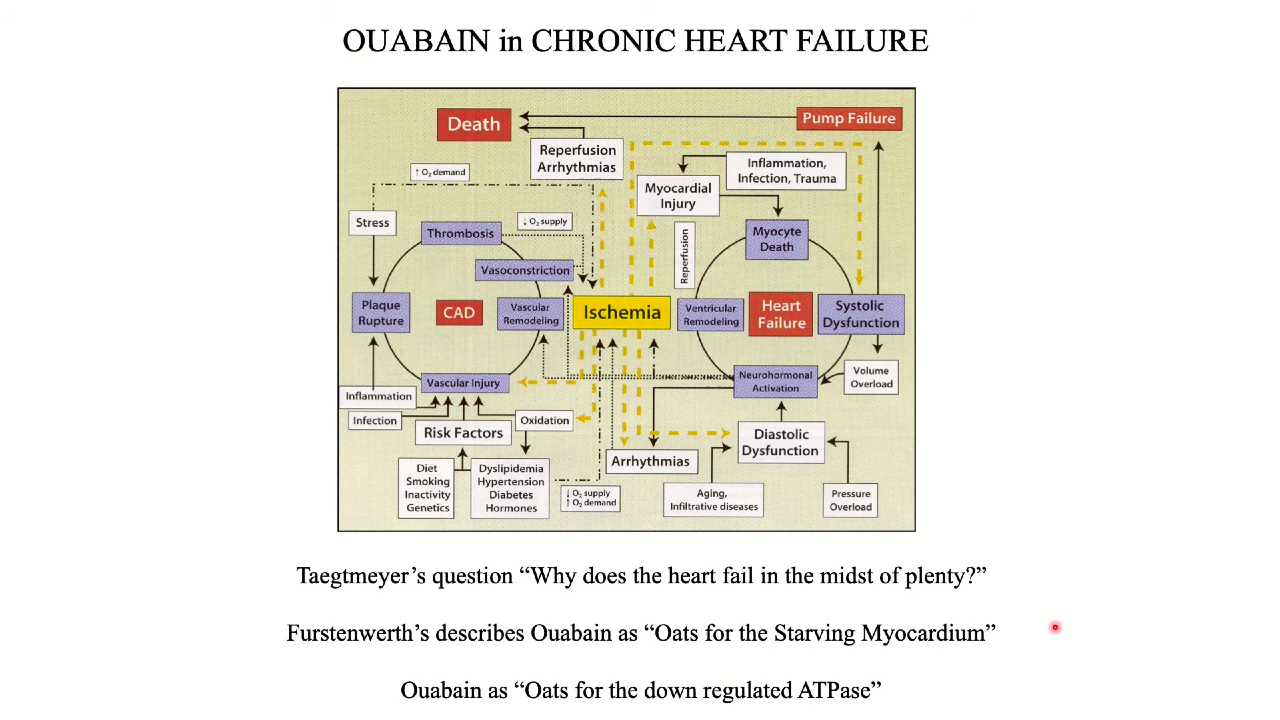 OUABAIN in CHRONIC HEART FAILURE
Death
Pump Failure
Reperfusion
Arrhythmias
Inflammation,
Infection, Trauma
↑ O₂ demand
Myocardial
Injury
Stress
↓ O₂ supply
Thrombosis
Myocyte
Death
Reperfusion
Vasoconstriction
Plaque
Rupture
CAD
Vascular
Remodeling
Ischemia
Ventricular
Remodeling
Heart
Failure
Systolic
Dysfunction
Vascular Injury
Neurohormonal
Activation
Volume
Overload
Inflammation
Infection
Oxidation
Risk Factors
Diastolic
Dysfunction
Arrhythmias
Diet
Smoking
Inactivity
Genetics
Dyslipidemia
Hypertension
Diabetes
Hormones
↓ O₂ supply
↑ O₂ demand
Aging,
Infiltrative diseases
Pressure
Overload
Taegtmeyer’s question “Why does the heart fail in the midst of plenty?”
Furstenwerth’s describes Ouabain as “Oats for the Starving Myocardium”
Ouabain as “Oats for the down regulated ATPase”